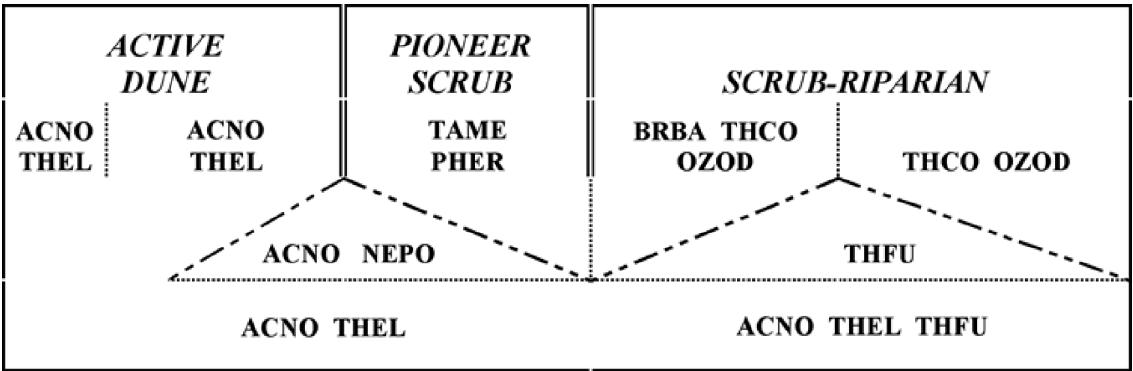 ACTIVE
DUNE
PIONEER
SCRUB
SCRUB-RIPARIAN
ACNO
THEL
ACNO
THEL
TAME
PHER
BRBA THCO
OZOD
THCO OZOD
ACNO NEPO
THFU
ACNO THEL
ACNO THEL THFU